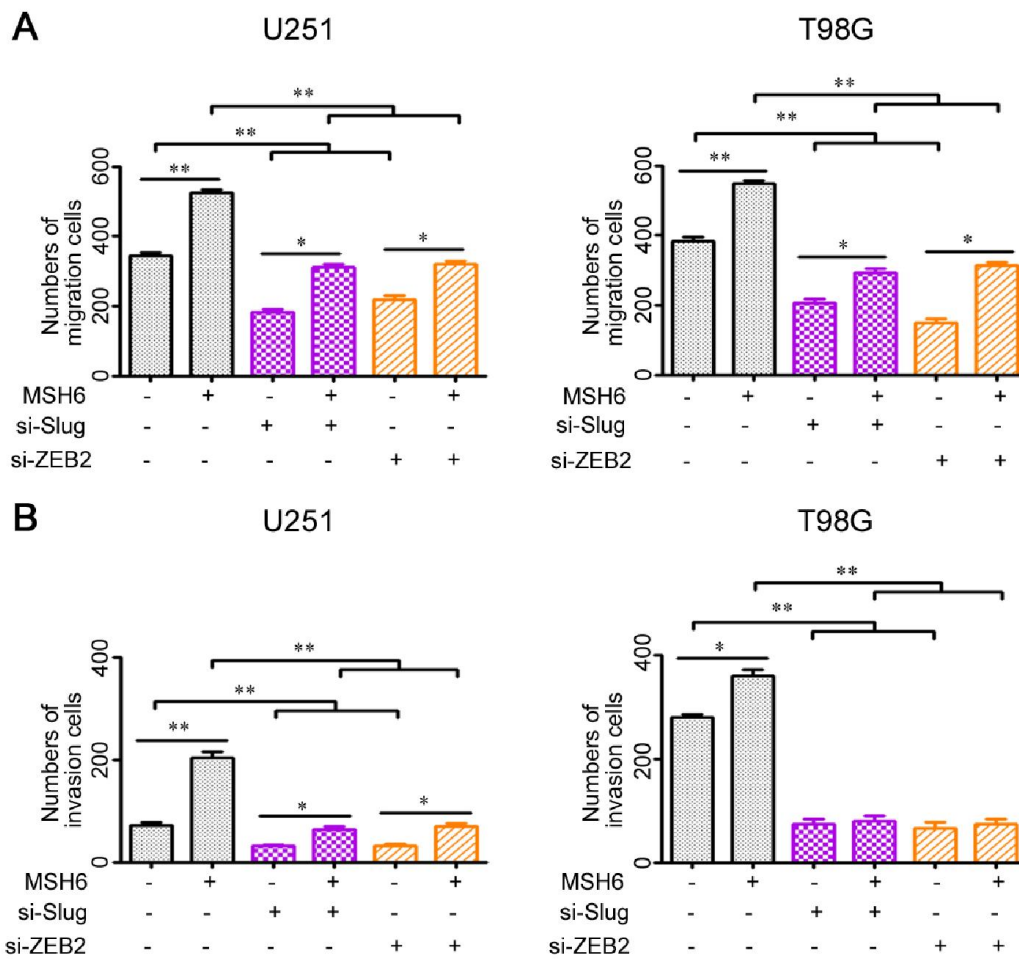 A
U251
T98G
**
**
**
*
*
Numbers of
migration cells
600
400
200
0
MSH6 - + - + - +
si-Slug - - + + - -
si-ZEB2 - - - - + +
**
**
**
*
*
Numbers of
migration cells
600
400
200
0
MSH6 - + - + - +
si-Slug - - + + - -
si-ZEB2 - - - - + +
B
U251
T98G
**
**
**
*
*
Numbers of
invasion cells
400
200
0
MSH6 - + - + - +
si-Slug - - + + - -
si-ZEB2 - - - - + +
**
**
*
Numbers of
invasion cells
400
200
0
MSH6 - + - + - +
si-Slug - - + + - -
si-ZEB2 - - - - + +